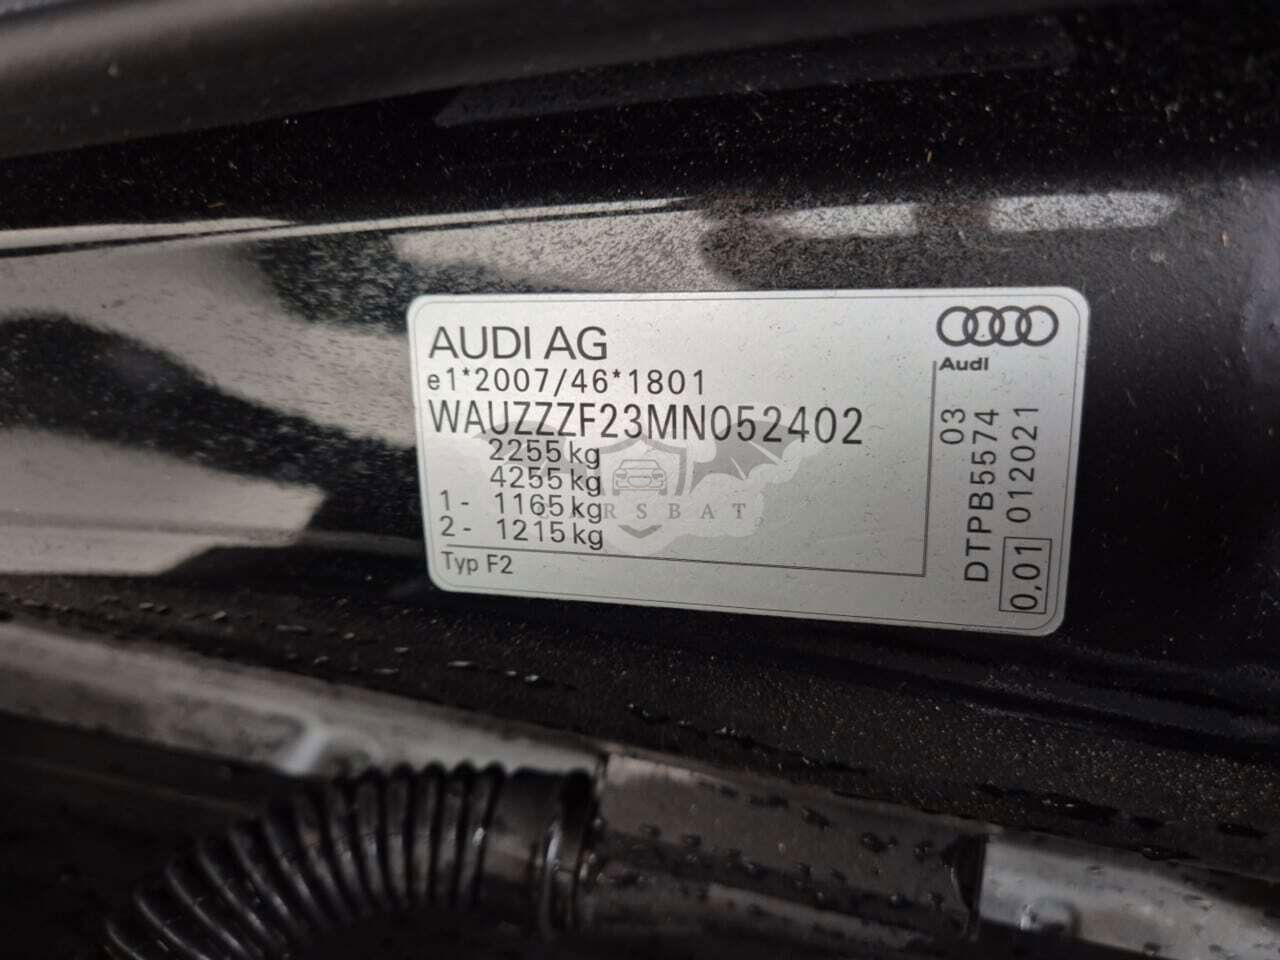 AUDI AG
e1*2007/46*1801
WAUZZZF23MN052402
2255 kg
4255 kg
1 - 1165 kg
2 - 1215 kg
Typ F2
Audi
03
DTPB5574
0,01 012021
CARSBAT